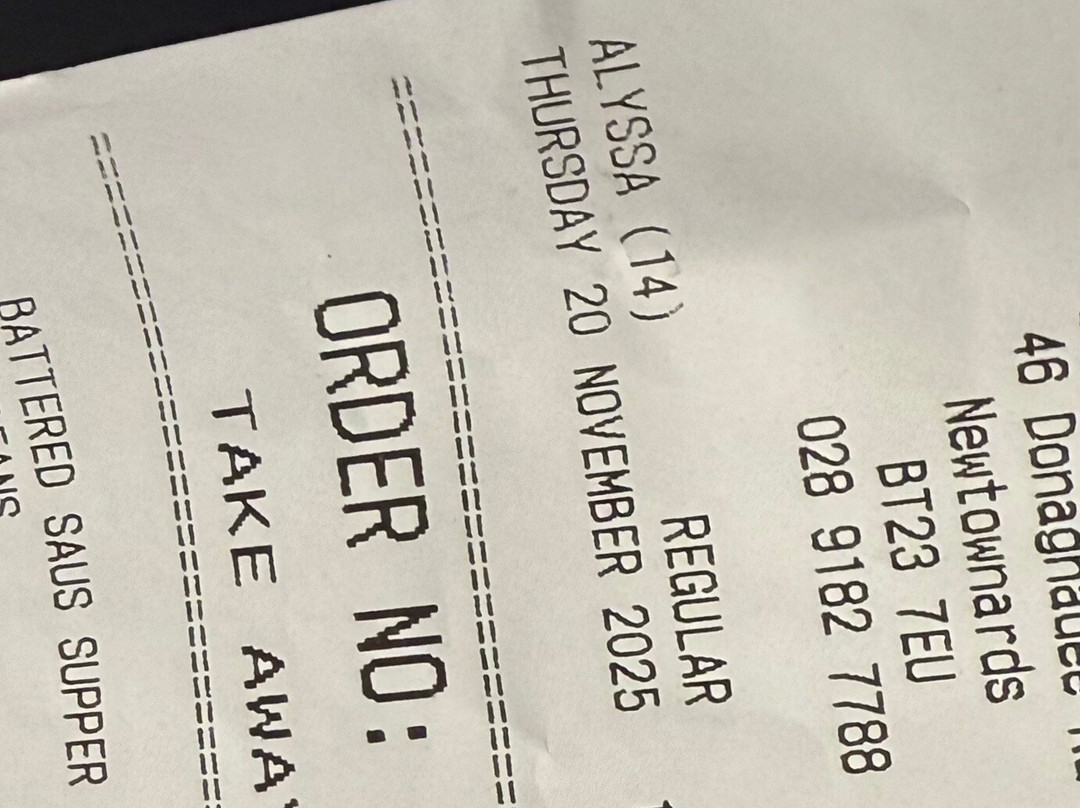 46 Donaghadee
Newtownards
BT23 7EU
028 9182 7788
REGULAR
ALYSSA (14)
THURSDAY 20 NOVEMBER 2025
==============================
ORDER NO:
TAKE AWAY
==============================
BATTERED SAUS SUPPER